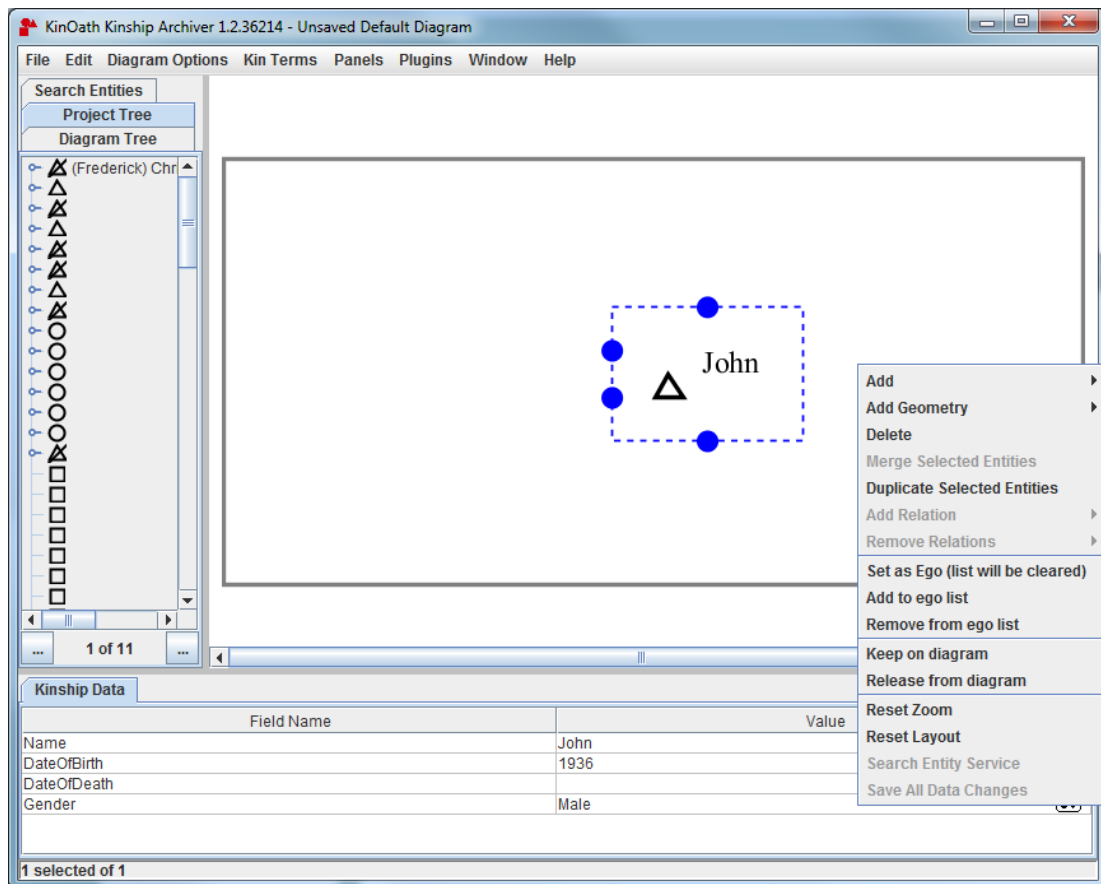 KinOath Kinship Archiver 1.2.36214 - Unsaved Default Diagram
File Edit Diagram Options Kin Terms Panels Plugins Window Help
Search Entities
Project Tree
Diagram Tree
(Frederick) Chr
John
Add
Add Geometry
Delete
Merge Selected Entities
Duplicate Selected Entities
Add Relation
Remove Relations
Set as Ego (list will be cleared)
Add to ego list
Remove from ego list
Keep on diagram
Release from diagram
Reset Zoom
Reset Layout
Search Entity Service
Save All Data Changes
... 1 of 11 ...
Kinship Data
Field Name Value
Name John
DateOfBirth 1936
DateOfDeath
Gender Male
1 selected of 1